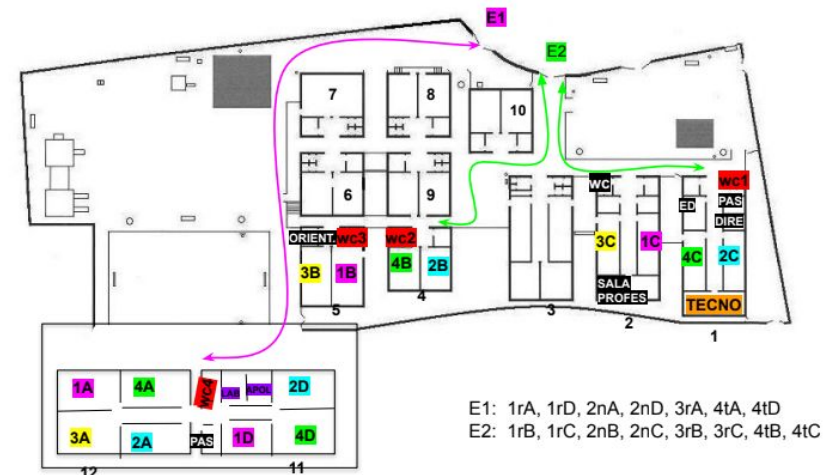 E1
E2
7
8
10
6
9
WC
wc1
ED
PAS
DIRE
ORIENT.
wc3
wc2
3B
1B
4B
2B
3C
1C
4C
2C
SALA
PROFES
TECNO
5
4
3
2
1
1A
4A
wc4
LAB
APOL
2D
3A
2A
PAS
1D
4D
12
11
E1: 1rA, 1rD, 2nA, 2nD, 3rA, 4tA, 4tD
E2: 1rB, 1rC, 2nB, 2nC, 3rB, 3rC, 4tB, 4tC